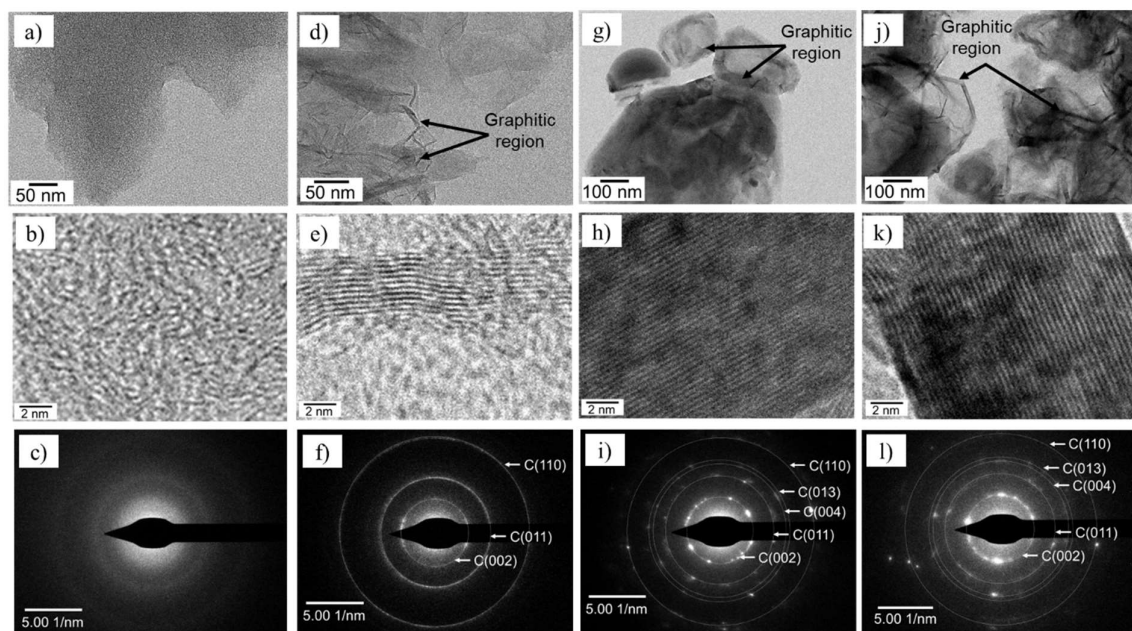 a)
50 nm
d)
Graphitic
region
50 nm
g)
Graphitic
region
100 nm
j)
Graphitic
region
100 nm
b)
2 nm
e)
2 nm
h)
2 nm
k)
2 nm
c)
5.00 1/nm
f)
C(110)
C(011)
C(002)
5.00 1/nm
i)
C(110)
C(013)
C(004)
C(011)
C(002)
5.00 1/nm
l)
C(110)
C(013)
C(004)
C(011)
C(002)
5.00 1/nm